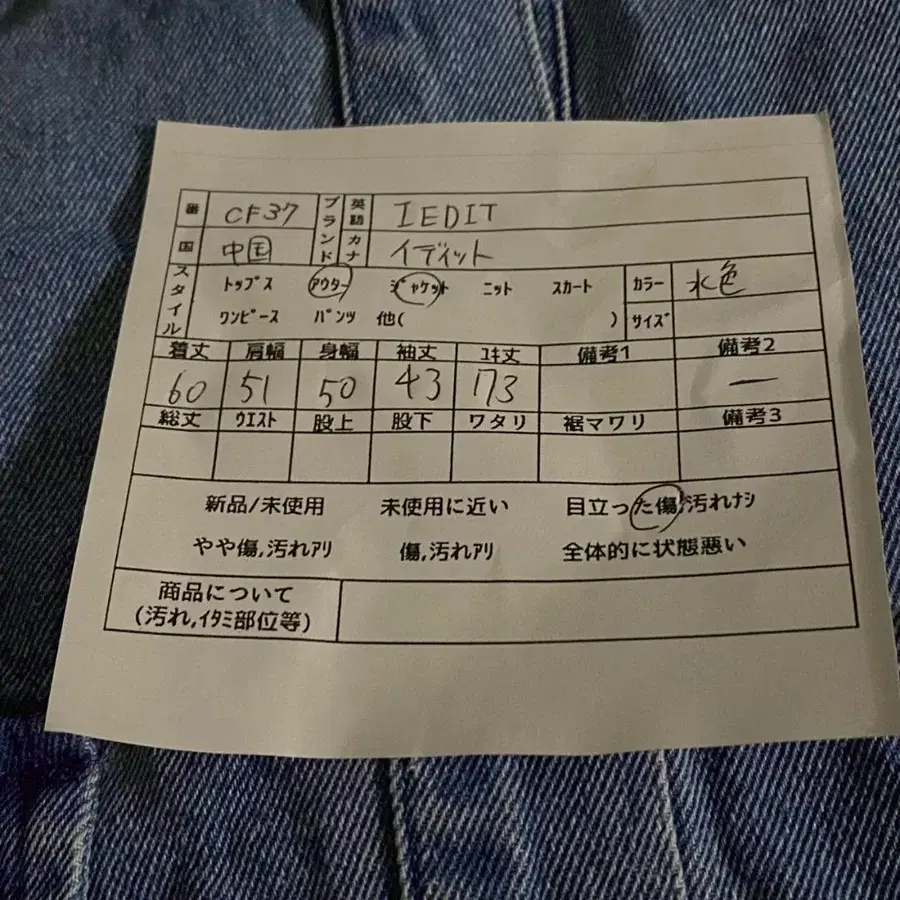 番 CF37 ブランド 英語 IEDIT
国 中国 カナ イディット
スタイル トップス アウター ジャケット ニット スカート カラー 水色
ワンピース パンツ 他( ) サイズ
着丈 肩幅 身幅 袖丈 ユキ丈 備考1 備考2
60 51 50 43 173 ー
総丈 ウエスト 股上 股下 ワタリ 裾マワリ 備考3
新品/未使用 未使用に近い 目立った傷,汚れナシ
やや傷,汚れアリ 傷,汚れアリ 全体的に状態悪い
商品について
(汚れ,イタミ部位等)